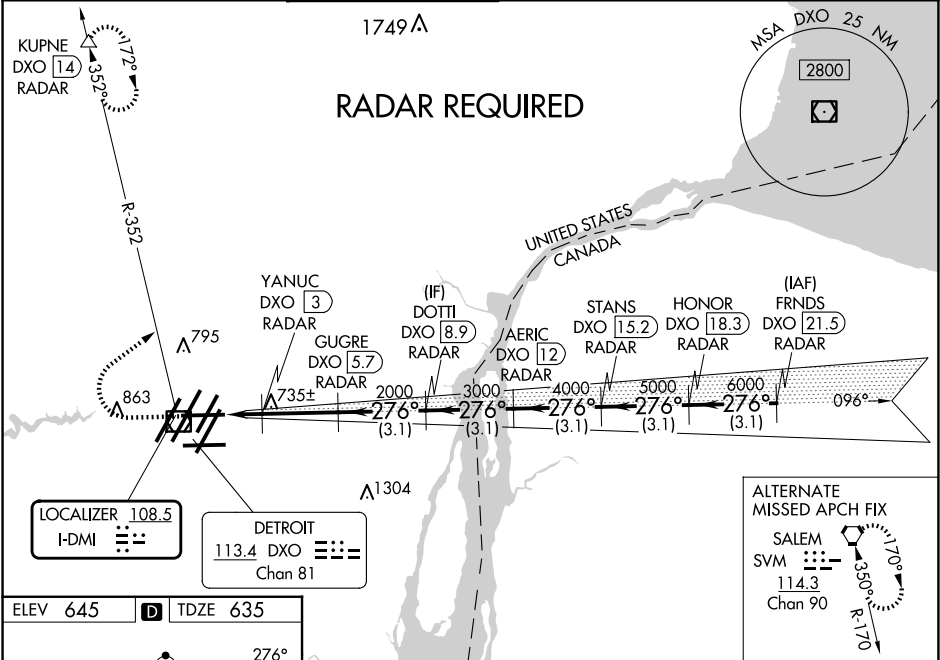 1749
MSA DXO 25 NM
2800
KUPNE
DXO 14
RADAR
172°
352°
RADAR REQUIRED
R-352
UNITED STATES
CANADA
YANUC
DXO 3
RADAR
GUGRE
DXO 5.7
RADAR
(IF)
DOTTI
DXO 8.9
RADAR
AERIC
DXO 12
RADAR
STANS
DXO 15.2
RADAR
HONOR
DXO 18.3
RADAR
(IAF)
FRNDS
DXO 21.5
RADAR
795
863
735±
2000 3000 4000 5000 6000
276° 276° 276° 276° 276° 096°
(3.1) (3.1) (3.1) (3.1) (3.1)
1304
LOCALIZER 108.5
I-DMI
DETROIT
113.4 DXO
Chan 81
ALTERNATE
MISSED APCH FIX
SALEM
SVM
114.3
Chan 90
170°
350°
R-170
ELEV 645 D TDZE 635
276°